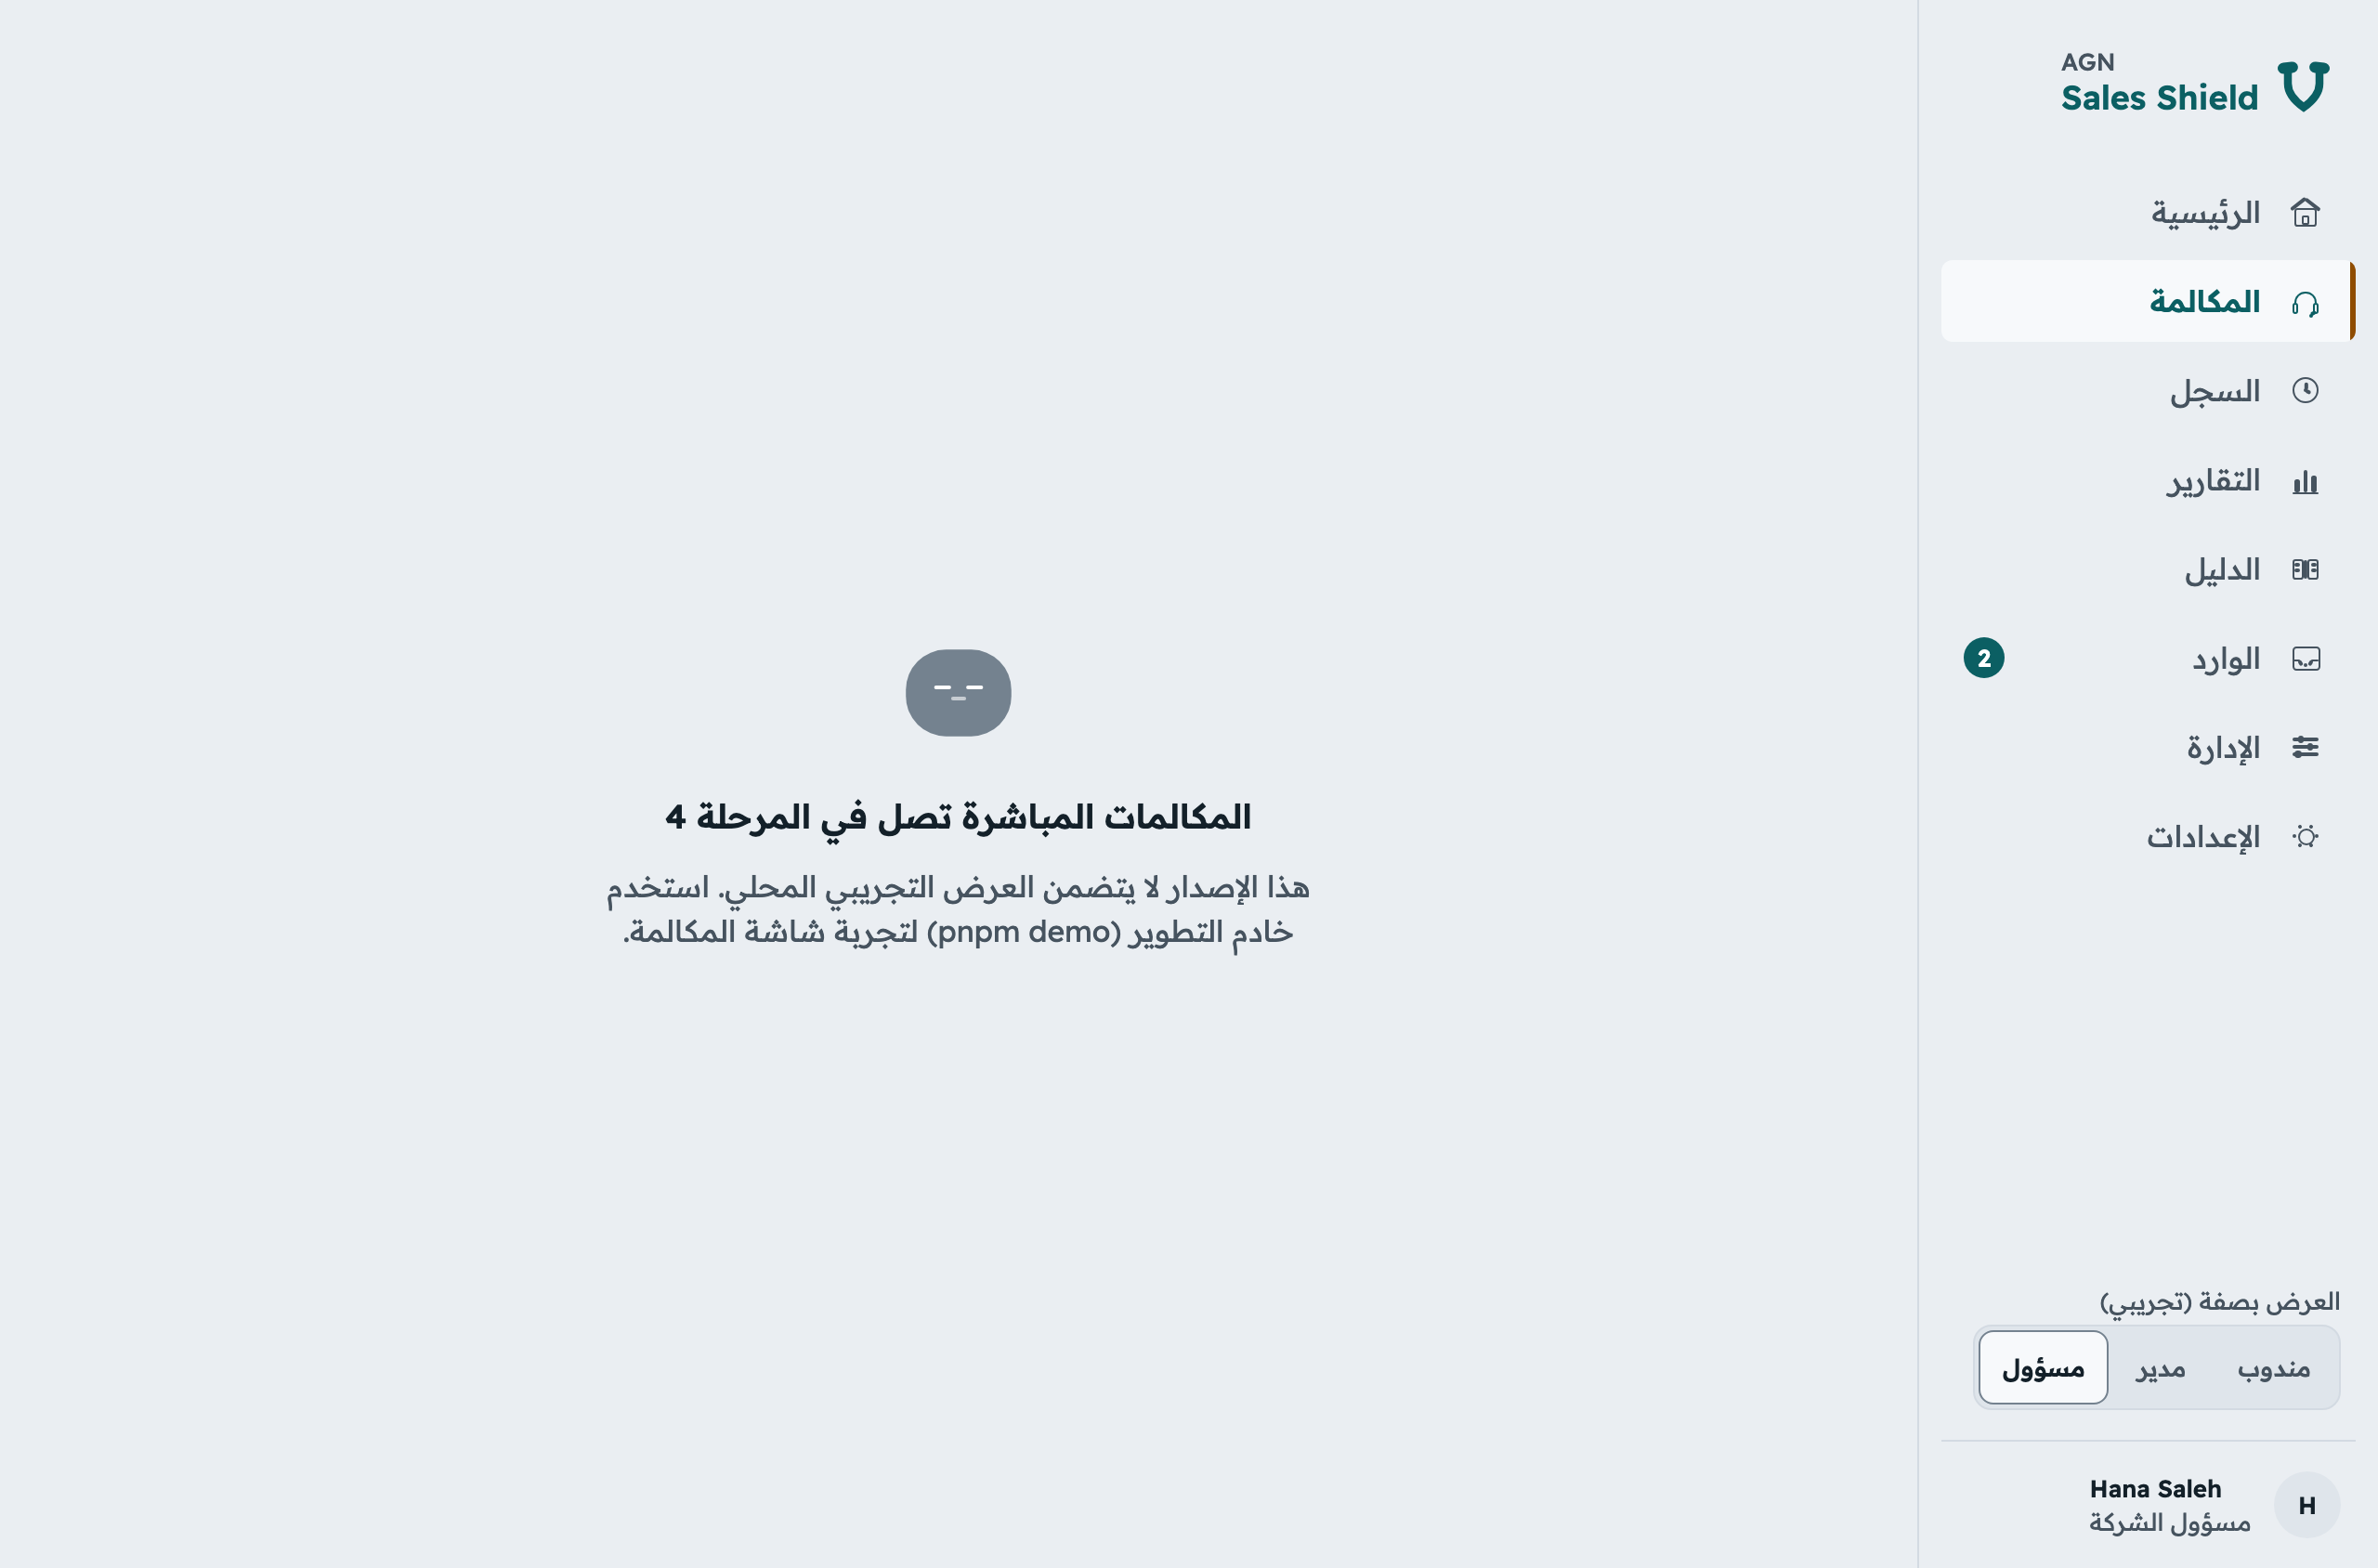 AGN
Sales Shield
الرئيسية
المكالمة
السجل
التقارير
الدليل
الوارد
2
الإدارة
الإعدادات
المكالمات المباشرة تصل في المرحلة 4
هذا الإصدار لا يتضمن العرض التجريبي المحلي. استخدم
خادم التطوير (pnpm demo) لتجربة شاشة المكالمة.
العرض بصفة (تجريبي)
مندوب مدير مسؤول
H
Hana Saleh
مسؤول الشركة